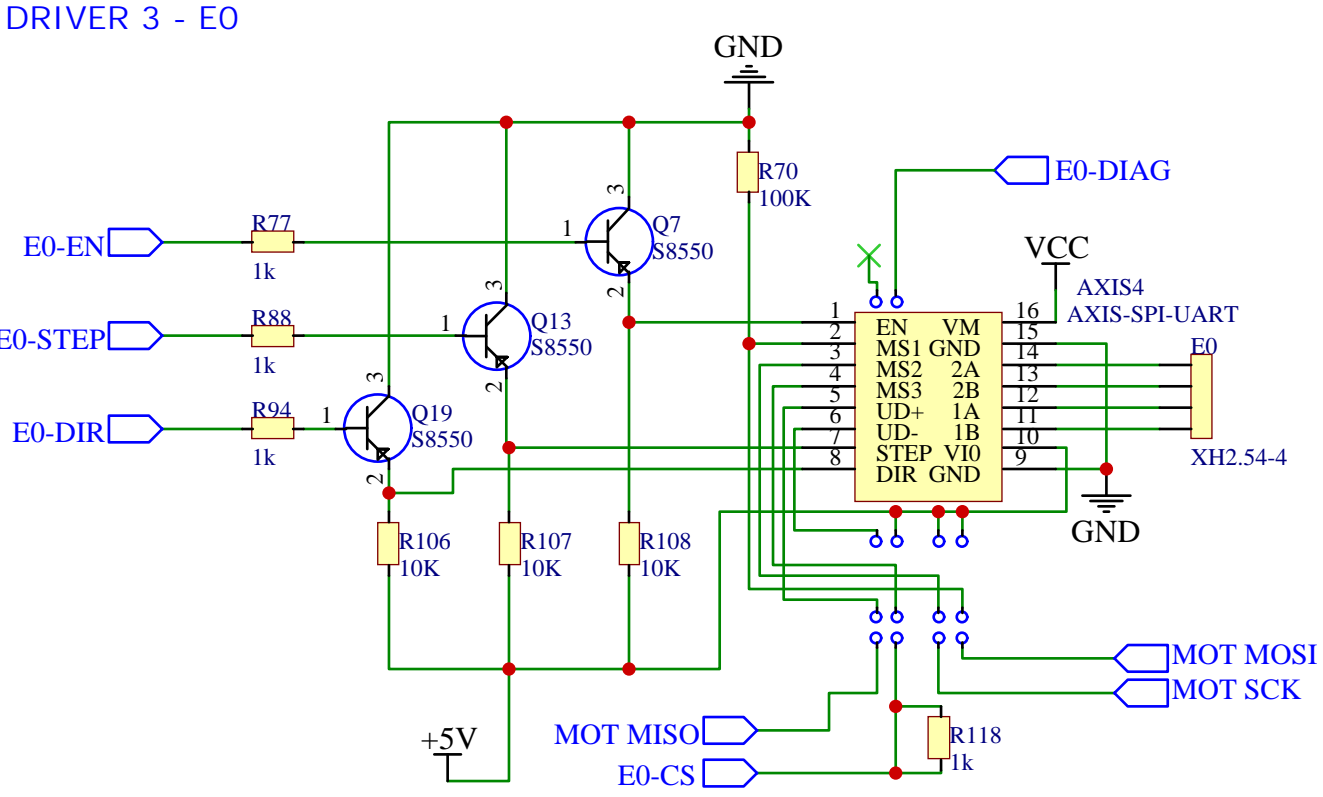 DRIVER 3 - E0
GND
R70
100K
E0-DIAG
3
Q7
S8550
R77
1
E0-EN
1k
2
VCC
3
AXIS4
AXIS-SPI-UART
R88
1
Q13
S8550
E0-STEP
1k
2
1 EN VM 16
2 MS1 GND 15
3 MS2 2A 14
4 MS3 2B 13
5 UD+ 1A 12
6 UD- 1B 11
7 STEP VI0 10
8 DIR GND 9
E0
XH2.54-4
3
R94
1
Q19
S8550
E0-DIR
1k
2
GND
R106
10K
R107
10K
R108
10K
MOT MOSI
MOT SCK
+5V
MOT MISO
R118
1k
E0-CS